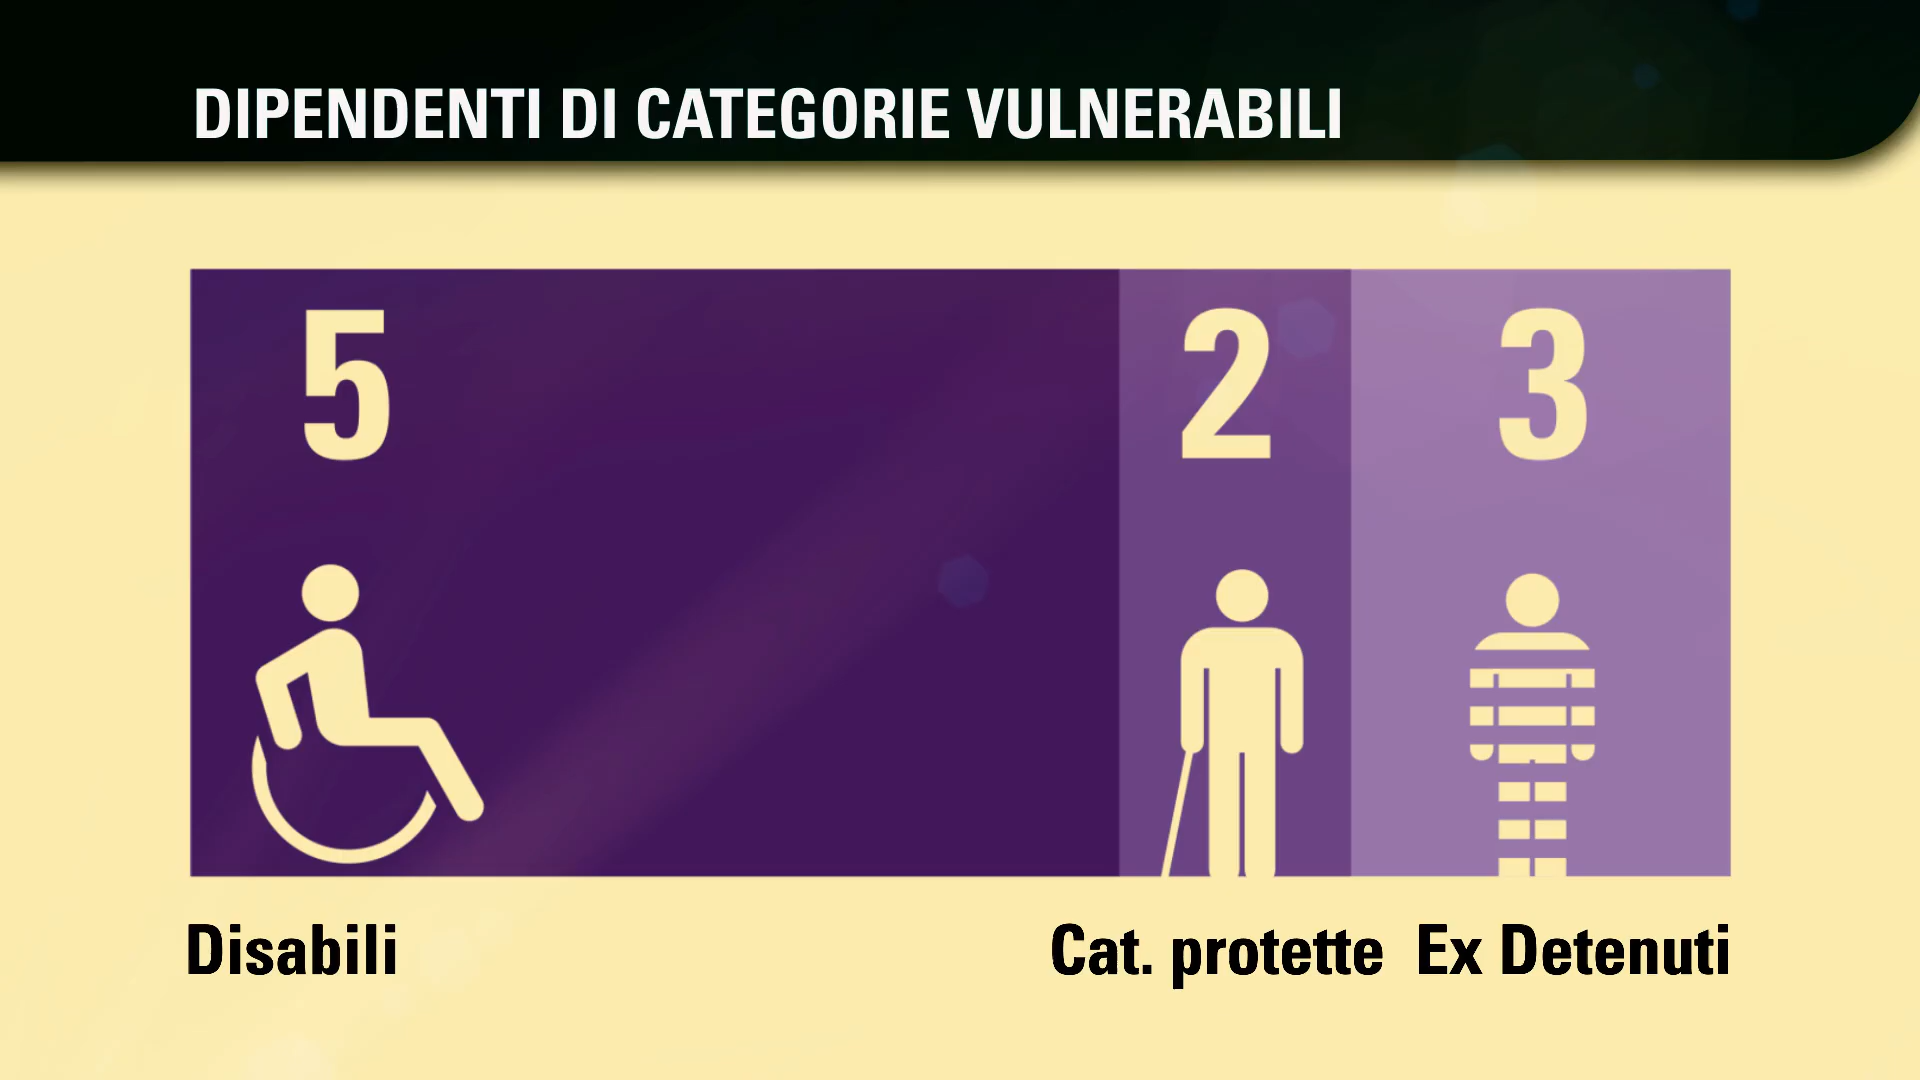 DIPENDENTI DI CATEGORIE VULNERABILI
5 2 3
Disabili Cat. protette Ex Detenuti